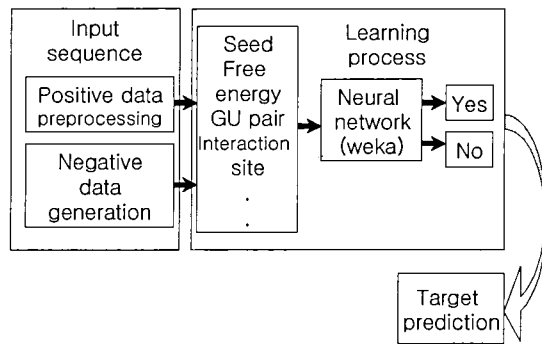 Input
sequence
Positive data
preprocessing
Negative
data
generation
Seed
Free
energy
GU pair
Interaction
site
.
.
Learning
process
Neural
network
(weka)
Yes
No
Target
prediction